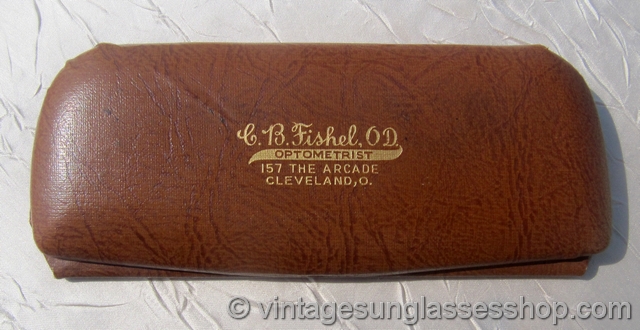 C. B. Fishel, O.D.
OPTOMETRIST
157 THE ARCADE
CLEVELAND, O.
© vintagesunglassesshop.com